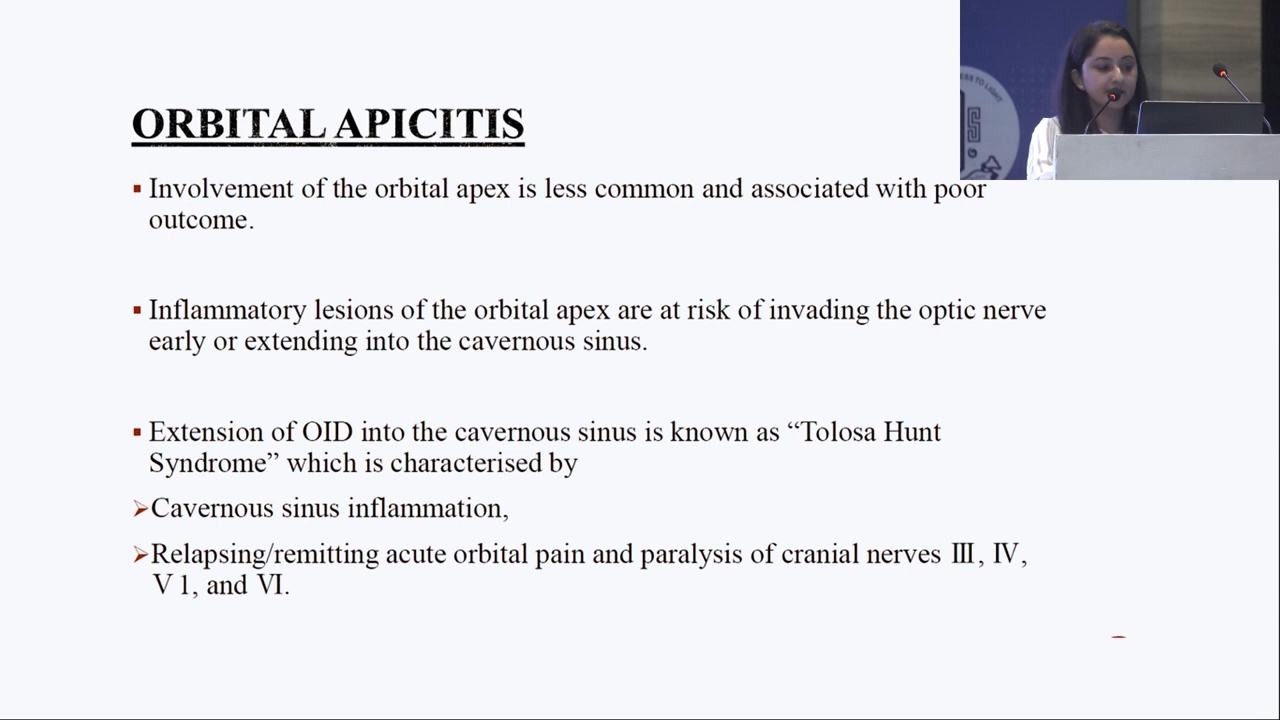 ORBITAL APICITIS
▪ Involvement of the orbital apex is less common and associated with poor
outcome.
▪ Inflammatory lesions of the orbital apex are at risk of invading the optic nerve
early or extending into the cavernous sinus.
▪ Extension of OID into the cavernous sinus is known as “Tolosa Hunt
Syndrome” which is characterised by
➢Cavernous sinus inflammation,
➢Relapsing/remitting acute orbital pain and paralysis of cranial nerves Ⅲ, Ⅳ,
Ⅴ 1, and Ⅵ.
TO LIGHT